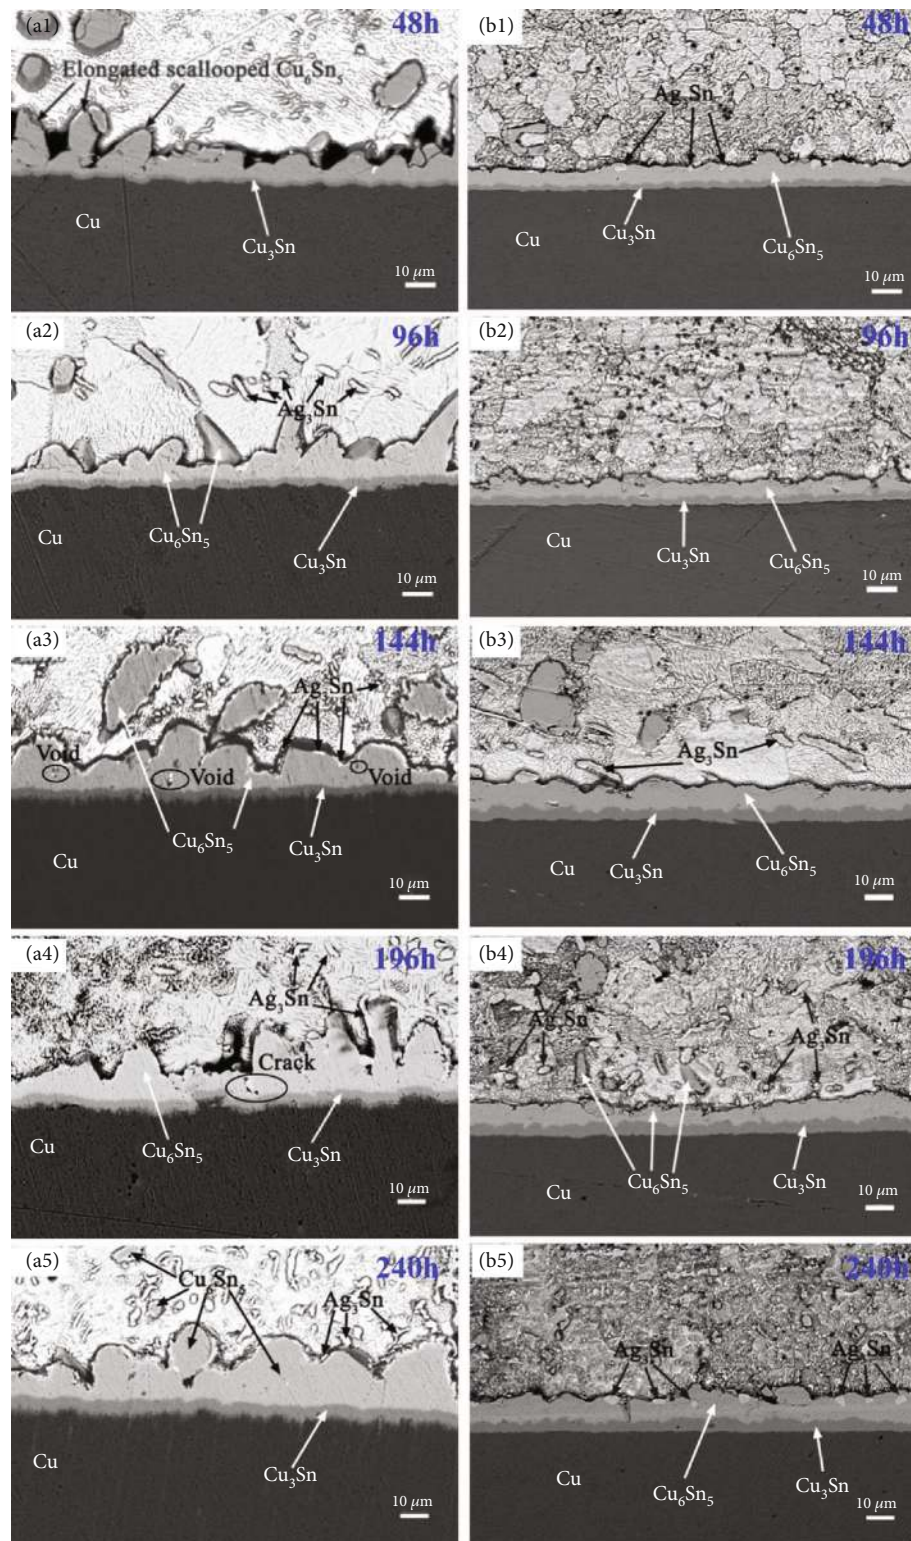 (a1) 48h
Elongated scallooped Cu₆Sn₅
Cu
Cu₃Sn
10 μm
(b1) 48h
Ag₃Sn
Cu
Cu₃Sn
Cu₆Sn₅
10 μm
(a2) 96h
Ag₃Sn
Cu
Cu₆Sn₅
Cu₃Sn
10 μm
(b2) 96h
Cu
Cu₃Sn
Cu₆Sn₅
10 μm
(a3) 144h
Ag₃Sn
Void
Void
Void
Cu₆Sn₅
Cu₃Sn
Cu
10 μm
(b3) 144h
Ag₃Sn
Cu
Cu₃Sn
Cu₆Sn₅
10 μm
(a4) 196h
Ag₃Sn
Crack
Cu
Cu₆Sn₅
Cu₃Sn
10 μm
(b4) 196h
Ag₃Sn
Ag₃Sn
Cu
Cu₆Sn₅
Cu₃Sn
10 μm
(a5) 240h
Ag₃Sn
Cu
Cu₃Sn
10 μm
(b5) 240h
Ag₃Sn
Ag₃Sn
Cu
Cu₆Sn₅
Cu₃Sn
10 μm